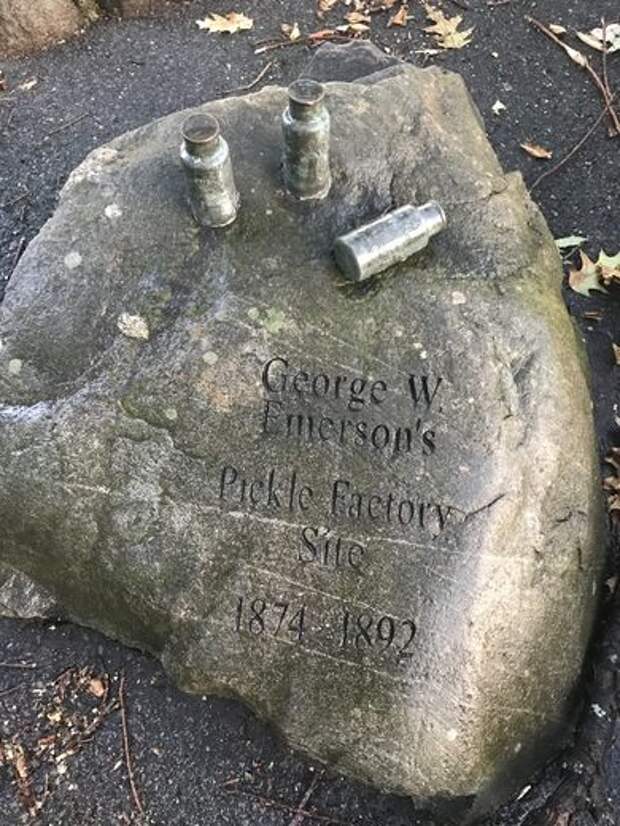 George W.
Emerson's
Pickle Factory
Site
1874-1892